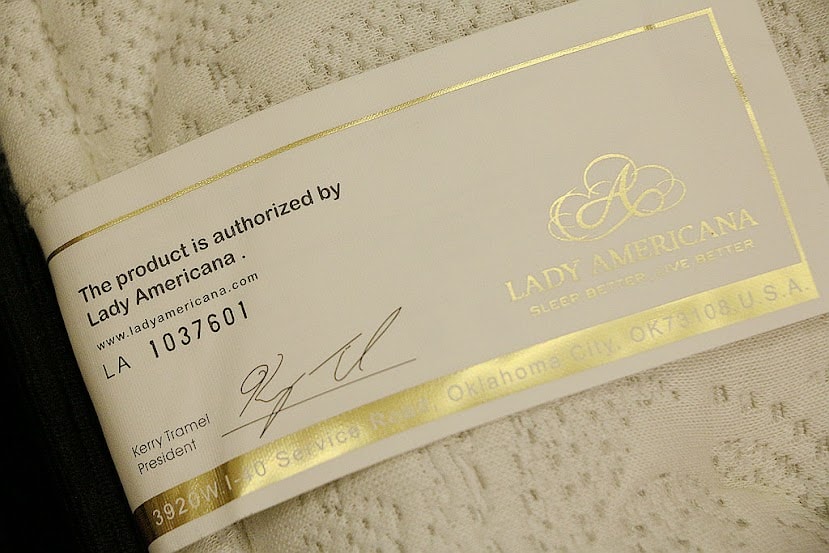 The product is authorized by
Lady Americana .
www.ladyamericana.com
LA 1037601
Kerry Tramel
President
A
LADY AMERICANA
SLEEP BETTER, LIVE BETTER
3920W I-40 Service Road, Oklahoma City, OK73108,U.S.A.